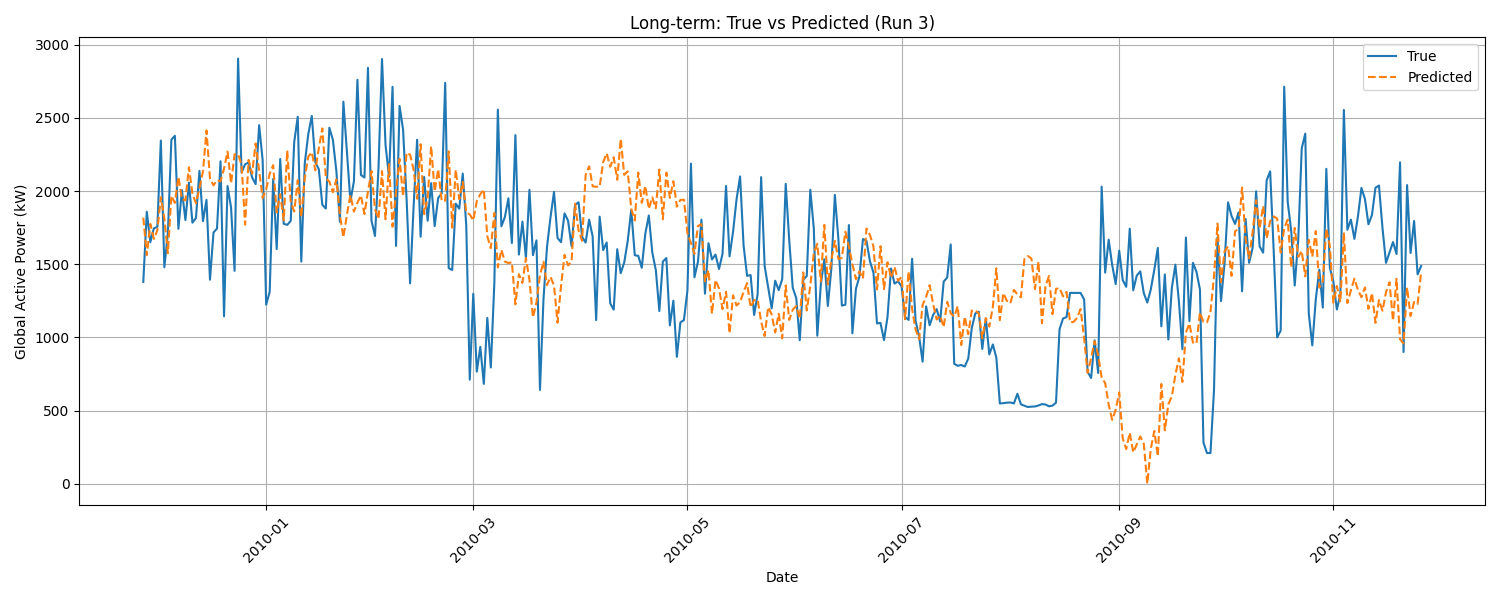 Long-term: True vs Predicted (Run 3)
True
Predicted
Global Active Power (kW)
3000
2500
2000
1500
1000
500
0
2010-01
2010-03
2010-05
2010-07
2010-09
2010-11
Date